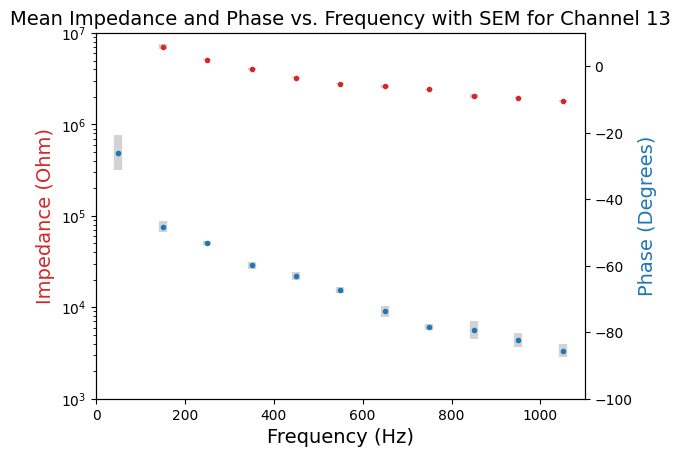 Mean Impedance and Phase vs. Frequency with SEM for Channel 13
10^7
10^6
10^5
10^4
10^3
Impedance (Ohm)
0
−20
−40
−60
−80
−100
Phase (Degrees)
0 200 400 600 800 1000
Frequency (Hz)